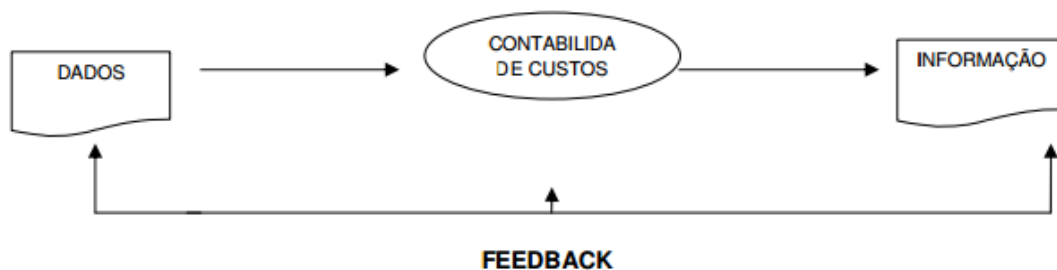 DADOS
CONTABILIDA
DE CUSTOS
INFORMAÇÃO
FEEDBACK